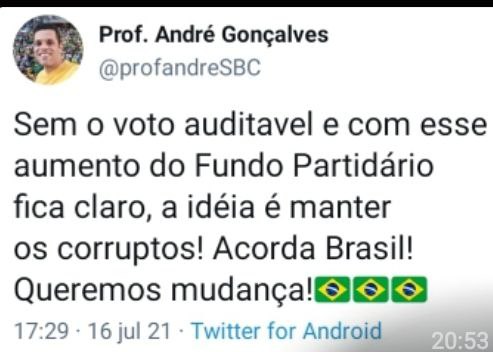 Prof. André Gonçalves
@profandreSBC
Sem o voto auditavel e com esse
aumento do Fundo Partidário
fica claro, a idéia é manter
os corruptos! Acorda Brasil!
Queremos mudança!🇧🇷🇧🇷🇧🇷
17:29 · 16 jul 21 · Twitter for Android
20:53